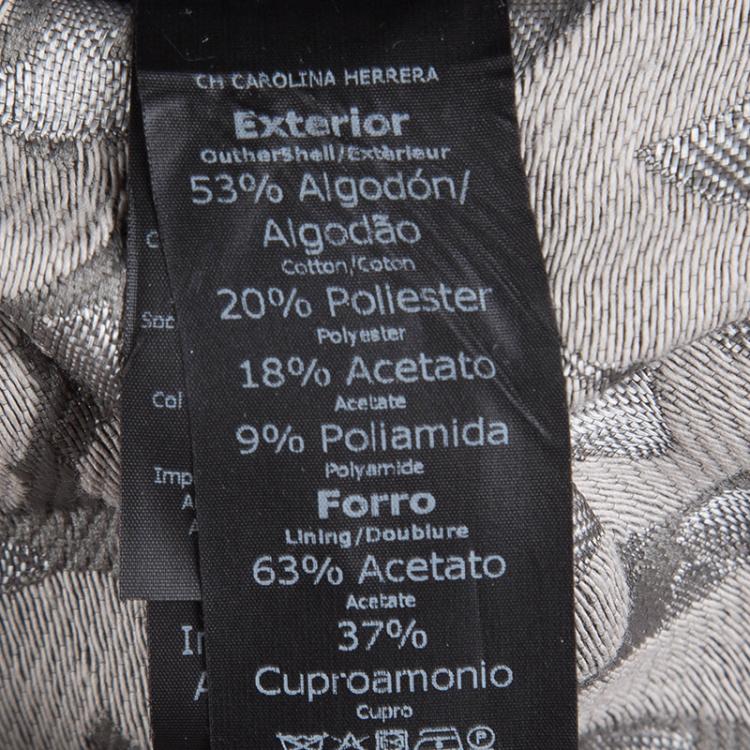 CH CAROLINA HERRERA
Exterior
OutherShell/Extèrieur
53% Algodón/
Algodão
Cotton/Coton
20% Poliester
Polyester
18% Acetato
Acetate
9% Poliamida
Polyamide
Forro
Lining/Doublure
63% Acetato
Acetate
37%
Cuproamonio
Cupro
P